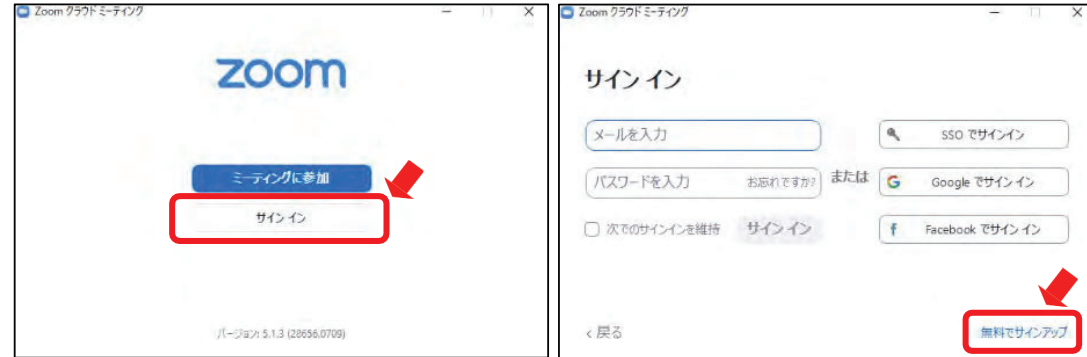 Zoom クラウド ミーティング
zoom
ミーティングに参加
サイン イン
バージョン: 5.1.3 (28656.0709)
Zoom クラウド ミーティング
サイン イン
メールを入力
パスワードを入力 お忘れですか?
次でのサインインを維持 サイン イン
または
SSO でサインイン
Google でサイン イン
Facebook でサイン イン
< 戻る
無料でサインアップ